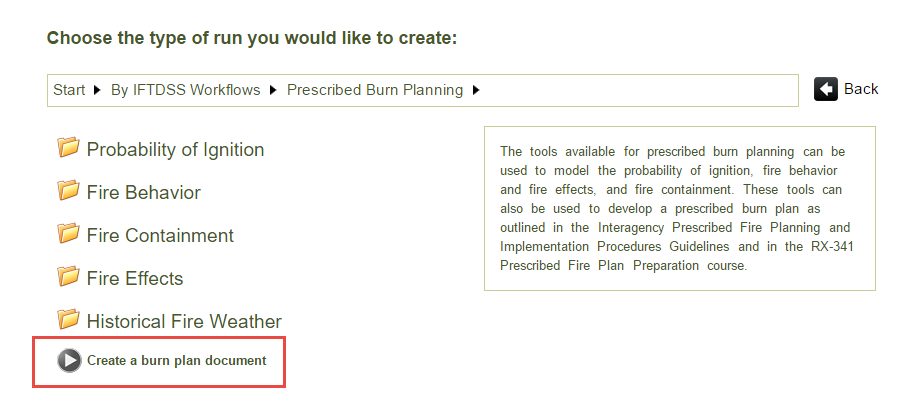 Choose the type of run you would like to create:
Start By IFTDSS Workflows Prescribed Burn Planning
Back
Probability of Ignition
Fire Behavior
Fire Containment
Fire Effects
Historical Fire Weather
Create a burn plan document
The tools available for prescribed burn planning can be
used to model the probability of ignition, fire behavior
and fire effects, and fire containment. These tools can
also be used to develop a prescribed burn plan as
outlined in the Interagency Prescribed Fire Planning and
Implementation Procedures Guidelines and in the RX-341
Prescribed Fire Plan Preparation course.